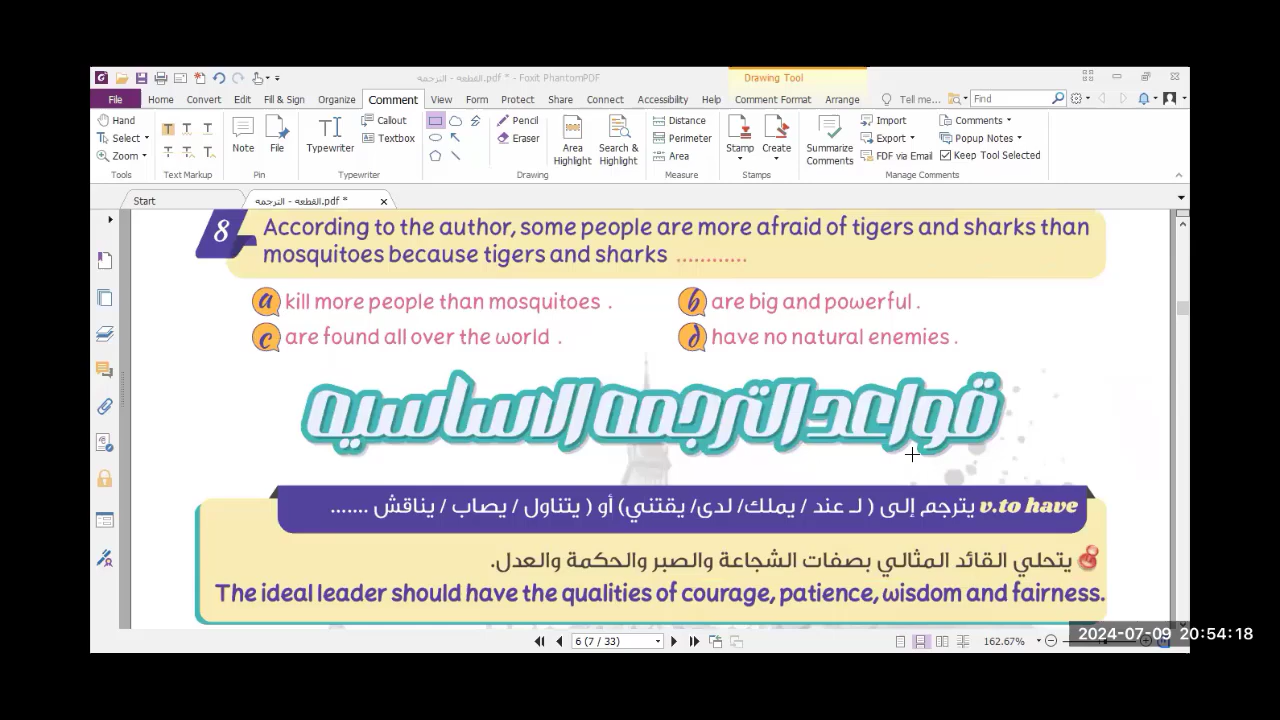 القطعه - الترجمه.pdf * - Foxit PhantomPDF
Drawing Tool
File Home Convert Edit Fill & Sign Organize Comment View Form Protect Share Connect Accessibility Help Comment Format Arrange Tell me... Find
Hand
Select
Zoom
Tools
Text Markup
Note
File
Pin
Typewriter
Callout
Textbox
Typewriter
Pencil
Eraser
Area Highlight
Search & Highlight
Drawing
Distance
Perimeter
Area
Measure
Stamp
Create
Stamps
Summarize Comments
Import
Export
FDF via Email
Comments
Popup Notes
Keep Tool Selected
Manage Comments
Start
القطعه - الترجمه.pdf *
8 According to the author, some people are more afraid of tigers and sharks than
mosquitoes because tigers and sharks ............
a kill more people than mosquitoes .
b are big and powerful .
c are found all over the world .
d have no natural enemies .
قواعد الترجمه الاساسيه
v.to have يترجم إلى ( لـ عند / يملك/ لدى/ يقتني) أو ( يتناول / يصاب / يناقش .......
يتحلي القائد المثالي بصفات الشجاعة والصبر والحكمة والعدل.
The ideal leader should have the qualities of courage, patience, wisdom and fairness.
6 (7 / 33)
162.67%
2024-07-09 20:54:18